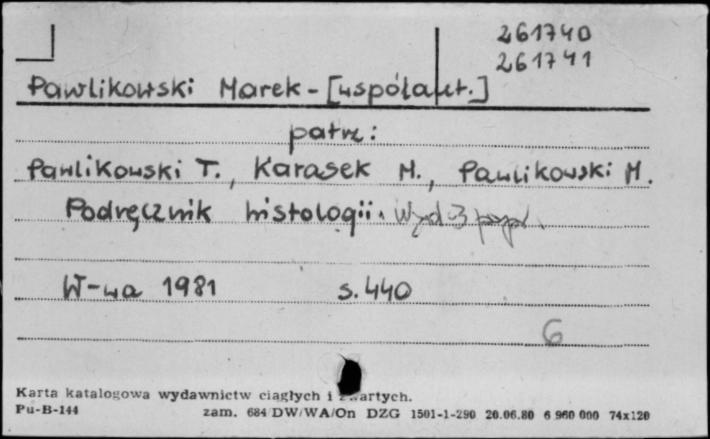 261740
261741
Pawlikowski Marek - [współaut.]
patrz:
Pawlikowski T., Karasek M., Pawlikowski M.
Podręcznik histologii. Wyd. 3 popr.
W-wa 1981 s. 440
6
Karta katalogowa wydawnictw ciągłych i zwartych.
Pu-B-144 zam. 684/DW/WA/On DZG 1501-1-290 20.06.80 6 960 000 74x120